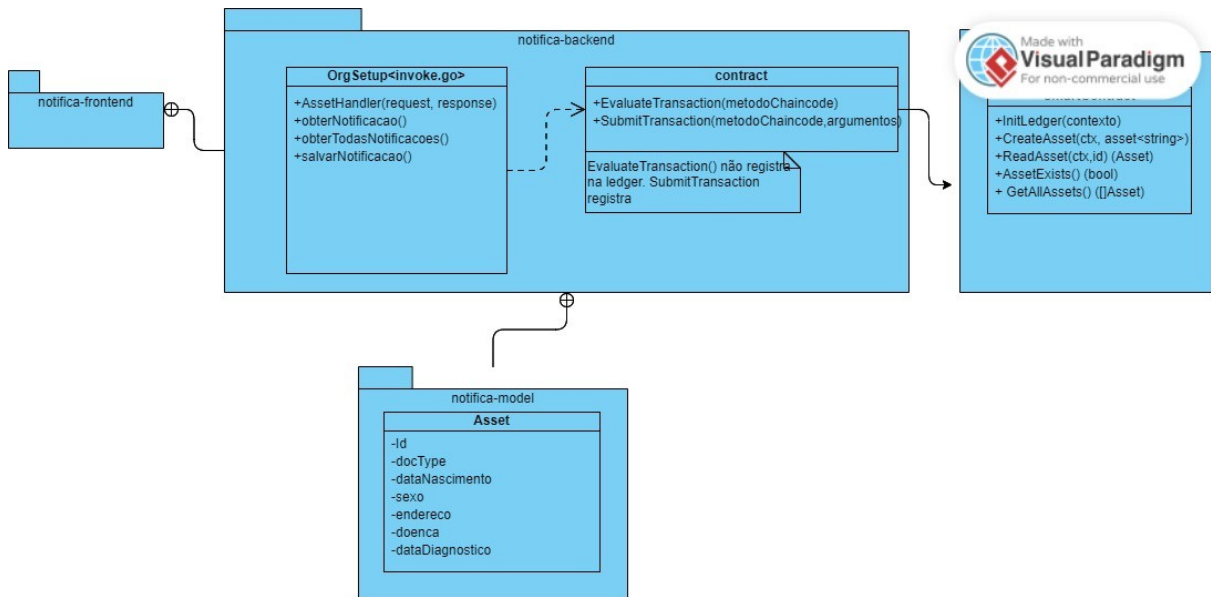 notifica-frontend
notifica-backend
OrgSetup<invoke.go>
+AssetHandler(request, response)
+obterNotificacao()
+obterTodasNotificacoes()
+salvarNotificacao()
contract
+EvaluateTransaction(metodoChaincode)
+SubmitTransaction(metodoChaincode,argumentos)
EvaluateTransaction() não registra
na ledger. SubmitTransaction
registra
Made with
Visual Paradigm
For non-commercial use
+InitLedger(contexto)
+CreateAsset(ctx, asset<string>)
+ReadAsset(ctx,id) (Asset)
+AssetExists() (bool)
+ GetAllAssets() ([]Asset)
notifica-model
Asset
-Id
-docType
-dataNascimento
-sexo
-endereco
-doenca
-dataDiagnostico